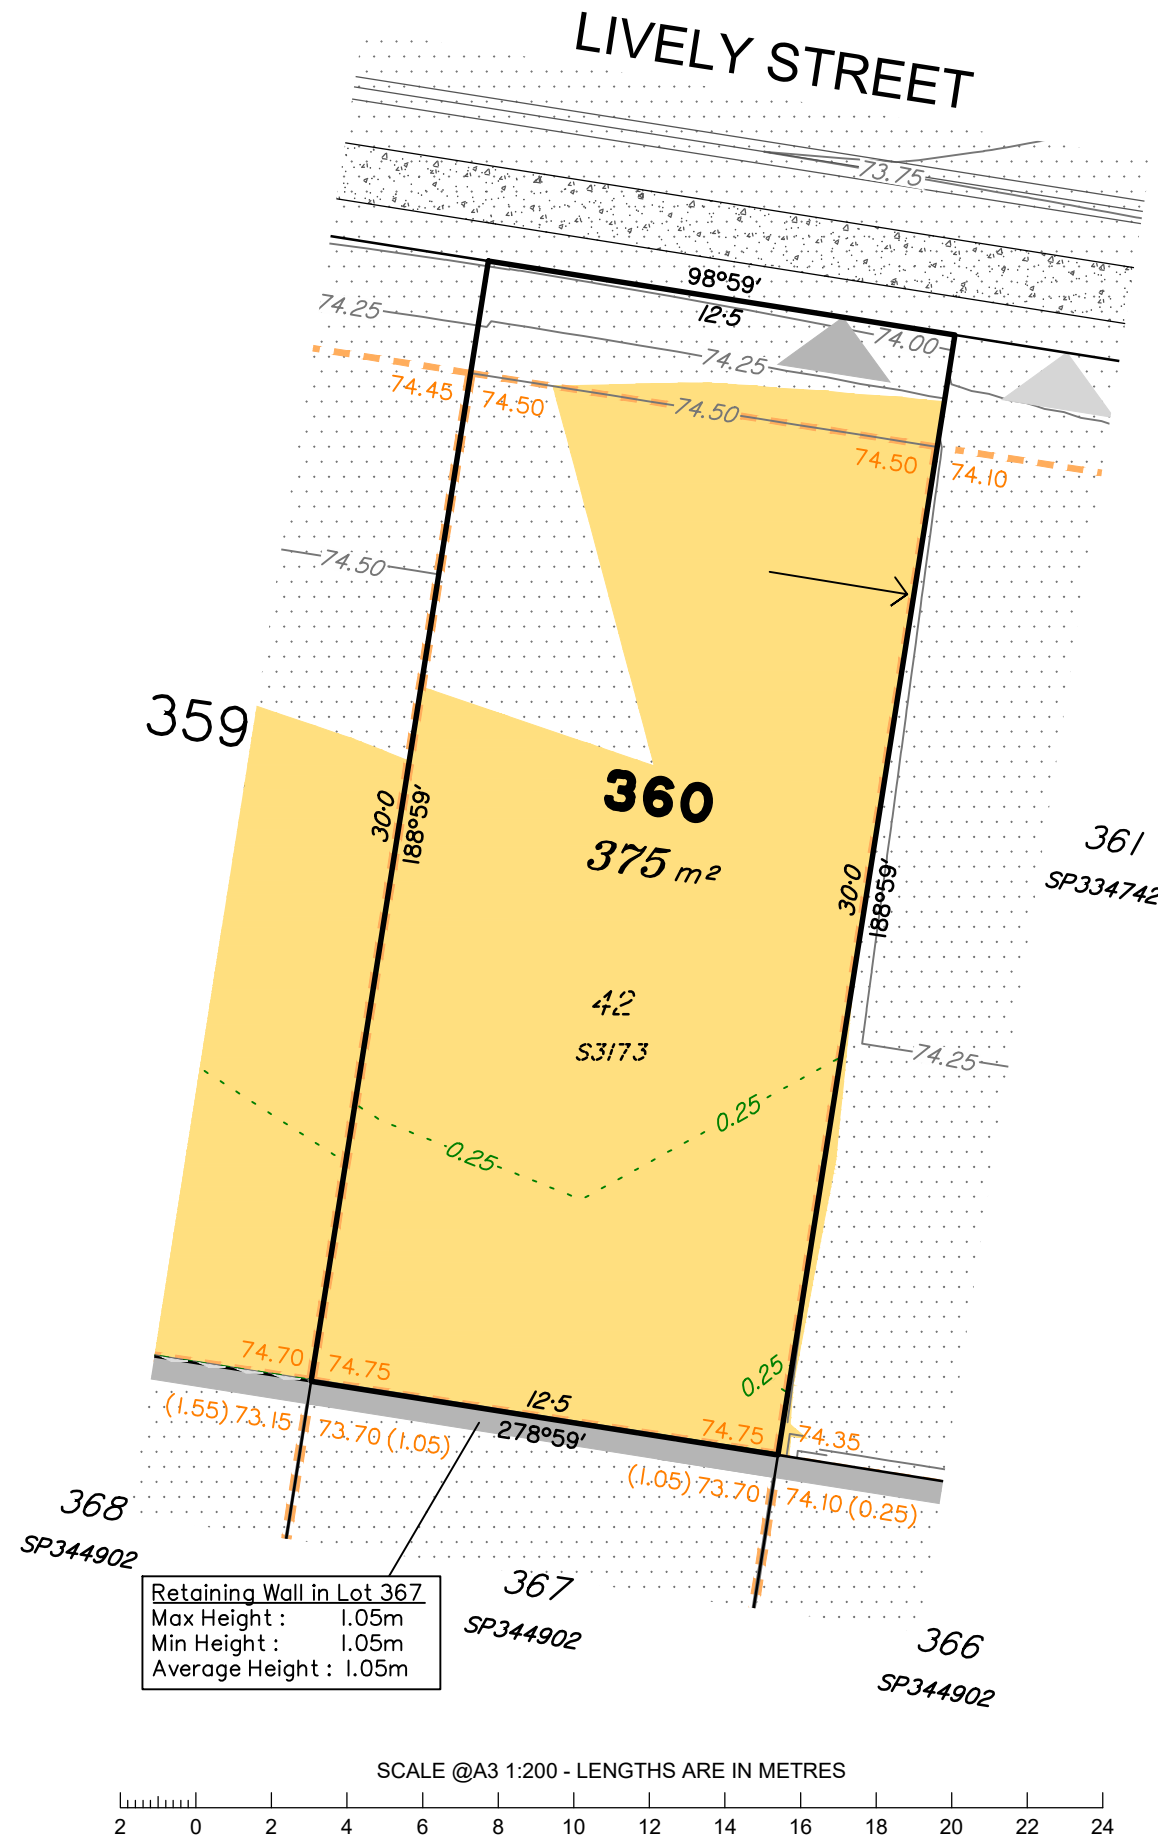 LIVELY STREET
73.75
98°59′
12·5
74.25
74.00
74.25
74.45
74.50
74.50
74.50
74.10
74.50
359
30·0
188°59′
360
375 m²
361
SP334742
30·0
188°59′
42
S3173
74.25
0.25
0.25
0.25
74.70
74.75
12·5
278°59′
74.75
74.35
(1.55) 73.15
73.70 (1.05)
(1.05) 73.70
74.10 (0.25)
368
SP344902
367
SP344902
366
SP344902
Retaining Wall in Lot 367
Max Height : 1.05m
Min Height : 1.05m
Average Height : 1.05m
SCALE @A3 1:200 - LENGTHS ARE IN METRES
2 0 2 4 6 8 10 12 14 16 18 20 22 24